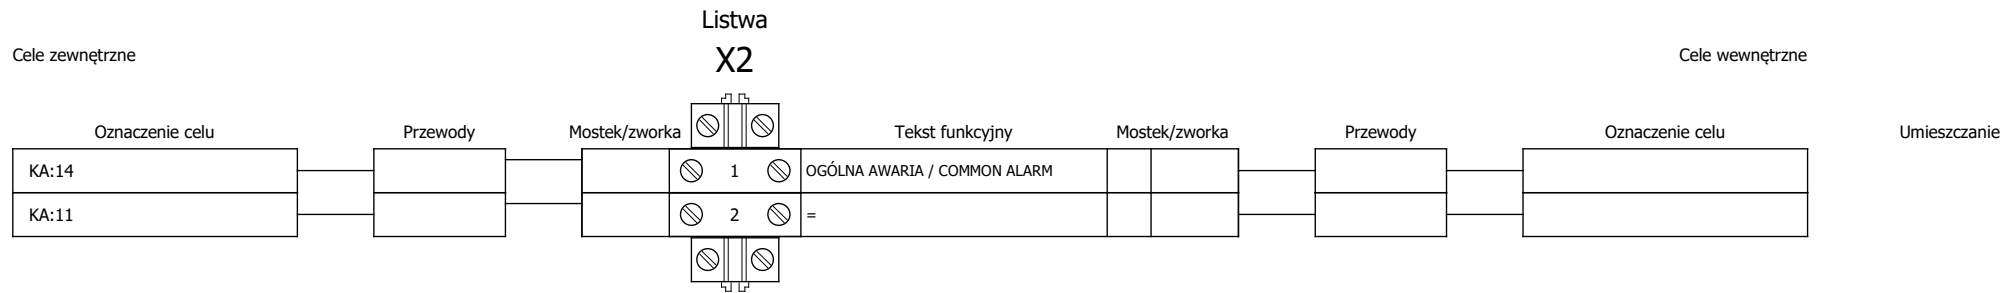 Listwa
Cele zewnętrzne X2 Cele wewnętrzne
Oznaczenie celu Przewody Mostek/zworka Tekst funkcyjny Mostek/zworka Przewody Oznaczenie celu Umieszczanie
KA:14 1 OGÓLNA AWARIA / COMMON ALARM
KA:11 2 =